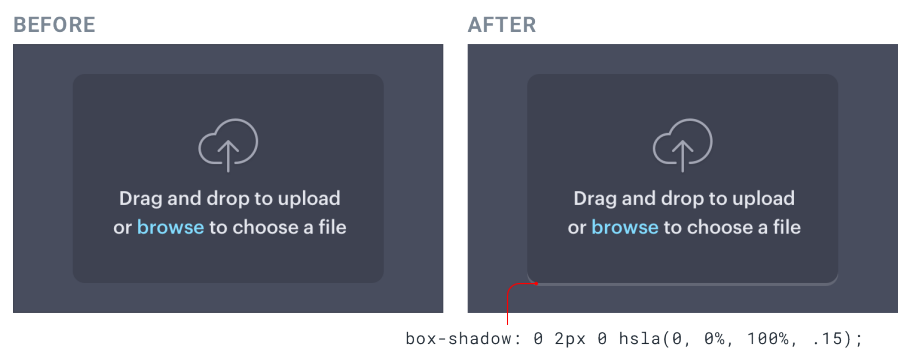 BEFORE
AFTER
Drag and drop to upload
or browse to choose a file
Drag and drop to upload
or browse to choose a file
box-shadow: 0 2px 0 hsla(0, 0%, 100%, .15);